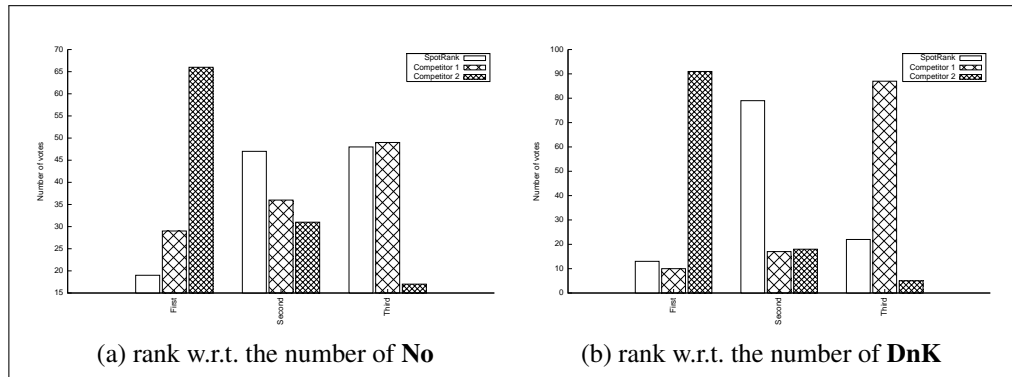 70
65
60
55
50
45
40
35
30
25
20
15
Number of votes
First
Second
Third
SpotRank
Competitor 1
Competitor 2
(a) rank w.r.t. the number of No
100
90
80
70
60
50
40
30
20
10
0
Number of votes
First
Second
Third
SpotRank
Competitor 1
Competitor 2
(b) rank w.r.t. the number of DnK